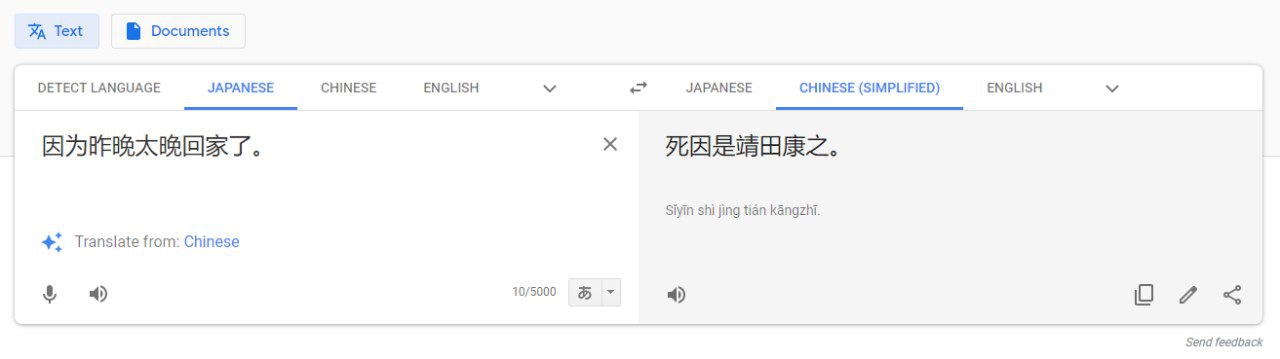 Text
Documents
DETECT LANGUAGE JAPANESE CHINESE ENGLISH JAPANESE CHINESE (SIMPLIFIED) ENGLISH
因为昨晚太晚回家了。
死因是靖田康之。
Sǐyīn shì jìng tián kāngzhī.
Translate from: Chinese
10/5000 あ
Send feedback